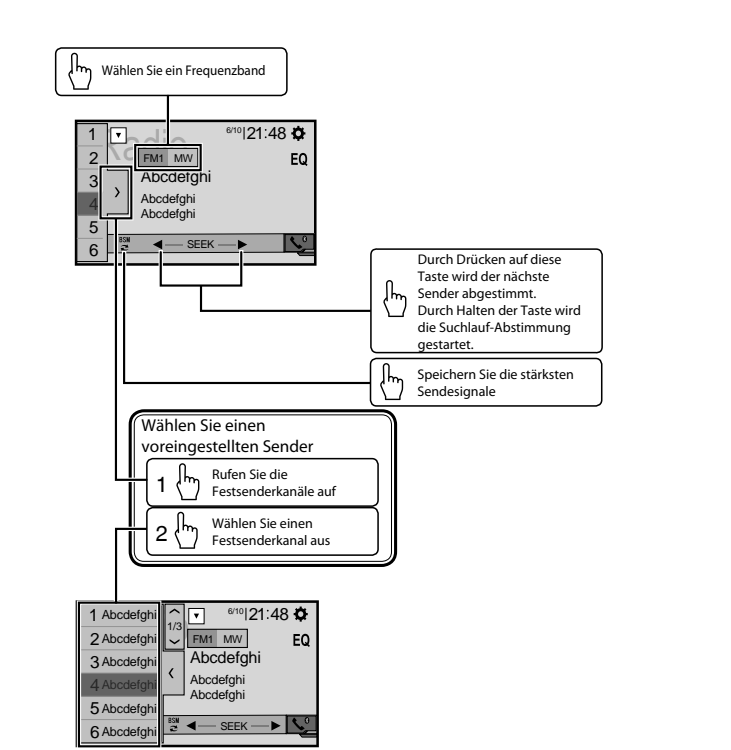 Wählen Sie ein Frequenzband
1
2
3
4
5
6
Radio
6/10 21:48
FM1 MW
EQ
Abcdefghi
Abcdefghi
Abcdefghi
BSM
SEEK
Durch Drücken auf diese
Taste wird der nächste
Sender abgestimmt.
Durch Halten der Taste wird
die Suchlauf-Abstimmung
gestartet.
Speichern Sie die stärksten
Sendesignale
Wählen Sie einen
voreingestellten Sender
1 Rufen Sie die
Festsenderkanäle auf
2 Wählen Sie einen
Festsenderkanal aus
1 Abcdefghi
2 Abcdefghi
3 Abcdefghi
4 Abcdefghi
5 Abcdefghi
6 Abcdefghi
1/3
6/10 21:48
FM1 MW
EQ
Abcdefghi
Abcdefghi
Abcdefghi
BSM
SEEK